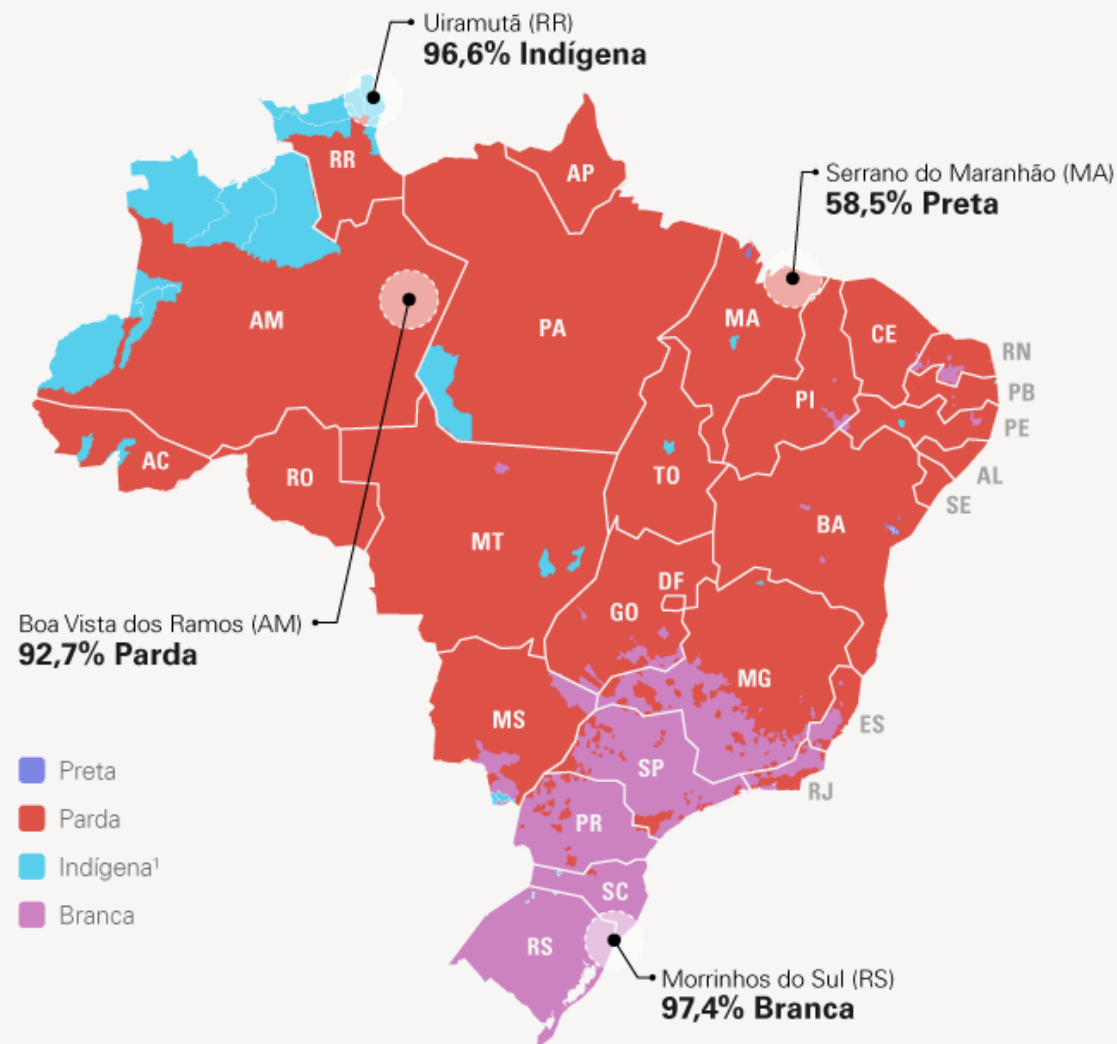 Uiramutã (RR)
96,6% Indígena
Serrano do Maranhão (MA)
58,5% Preta
RR
AP
AM
PA
MA
CE
RN
PB
PI
PE
AC
RO
TO
AL
SE
MT
BA
DF
GO
Boa Vista dos Ramos (AM)
92,7% Parda
MG
MS
ES
SP
RJ
Preta
Parda
Indígena¹
Branca
PR
SC
RS
Morrinhos do Sul (RS)
97,4% Branca